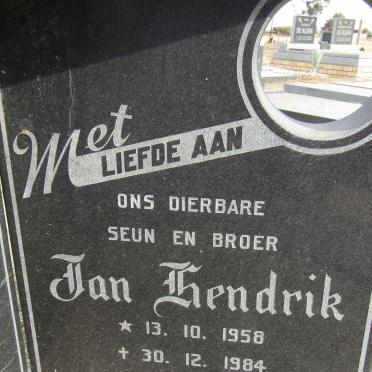 Met
LIEFDE AAN
ONS DIERBARE
SEUN EN BROER
Jan Hendrik
★ 13. 10. 1958
✝ 30. 12. 1984